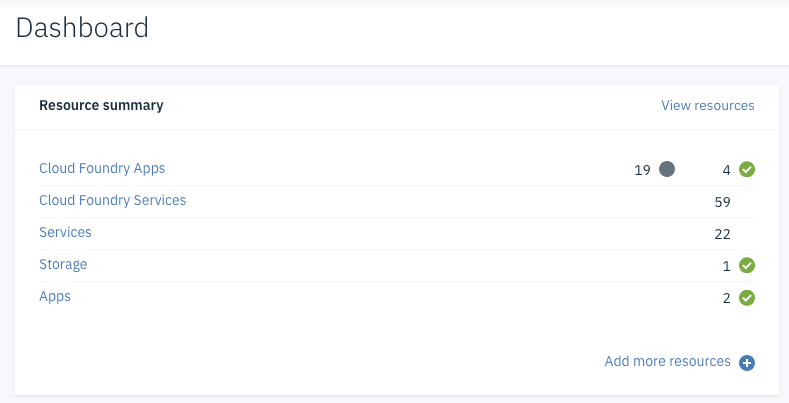 Dashboard
Resource summary View resources
Cloud Foundry Apps 19 4
Cloud Foundry Services 59
Services 22
Storage 1
Apps 2
Add more resources